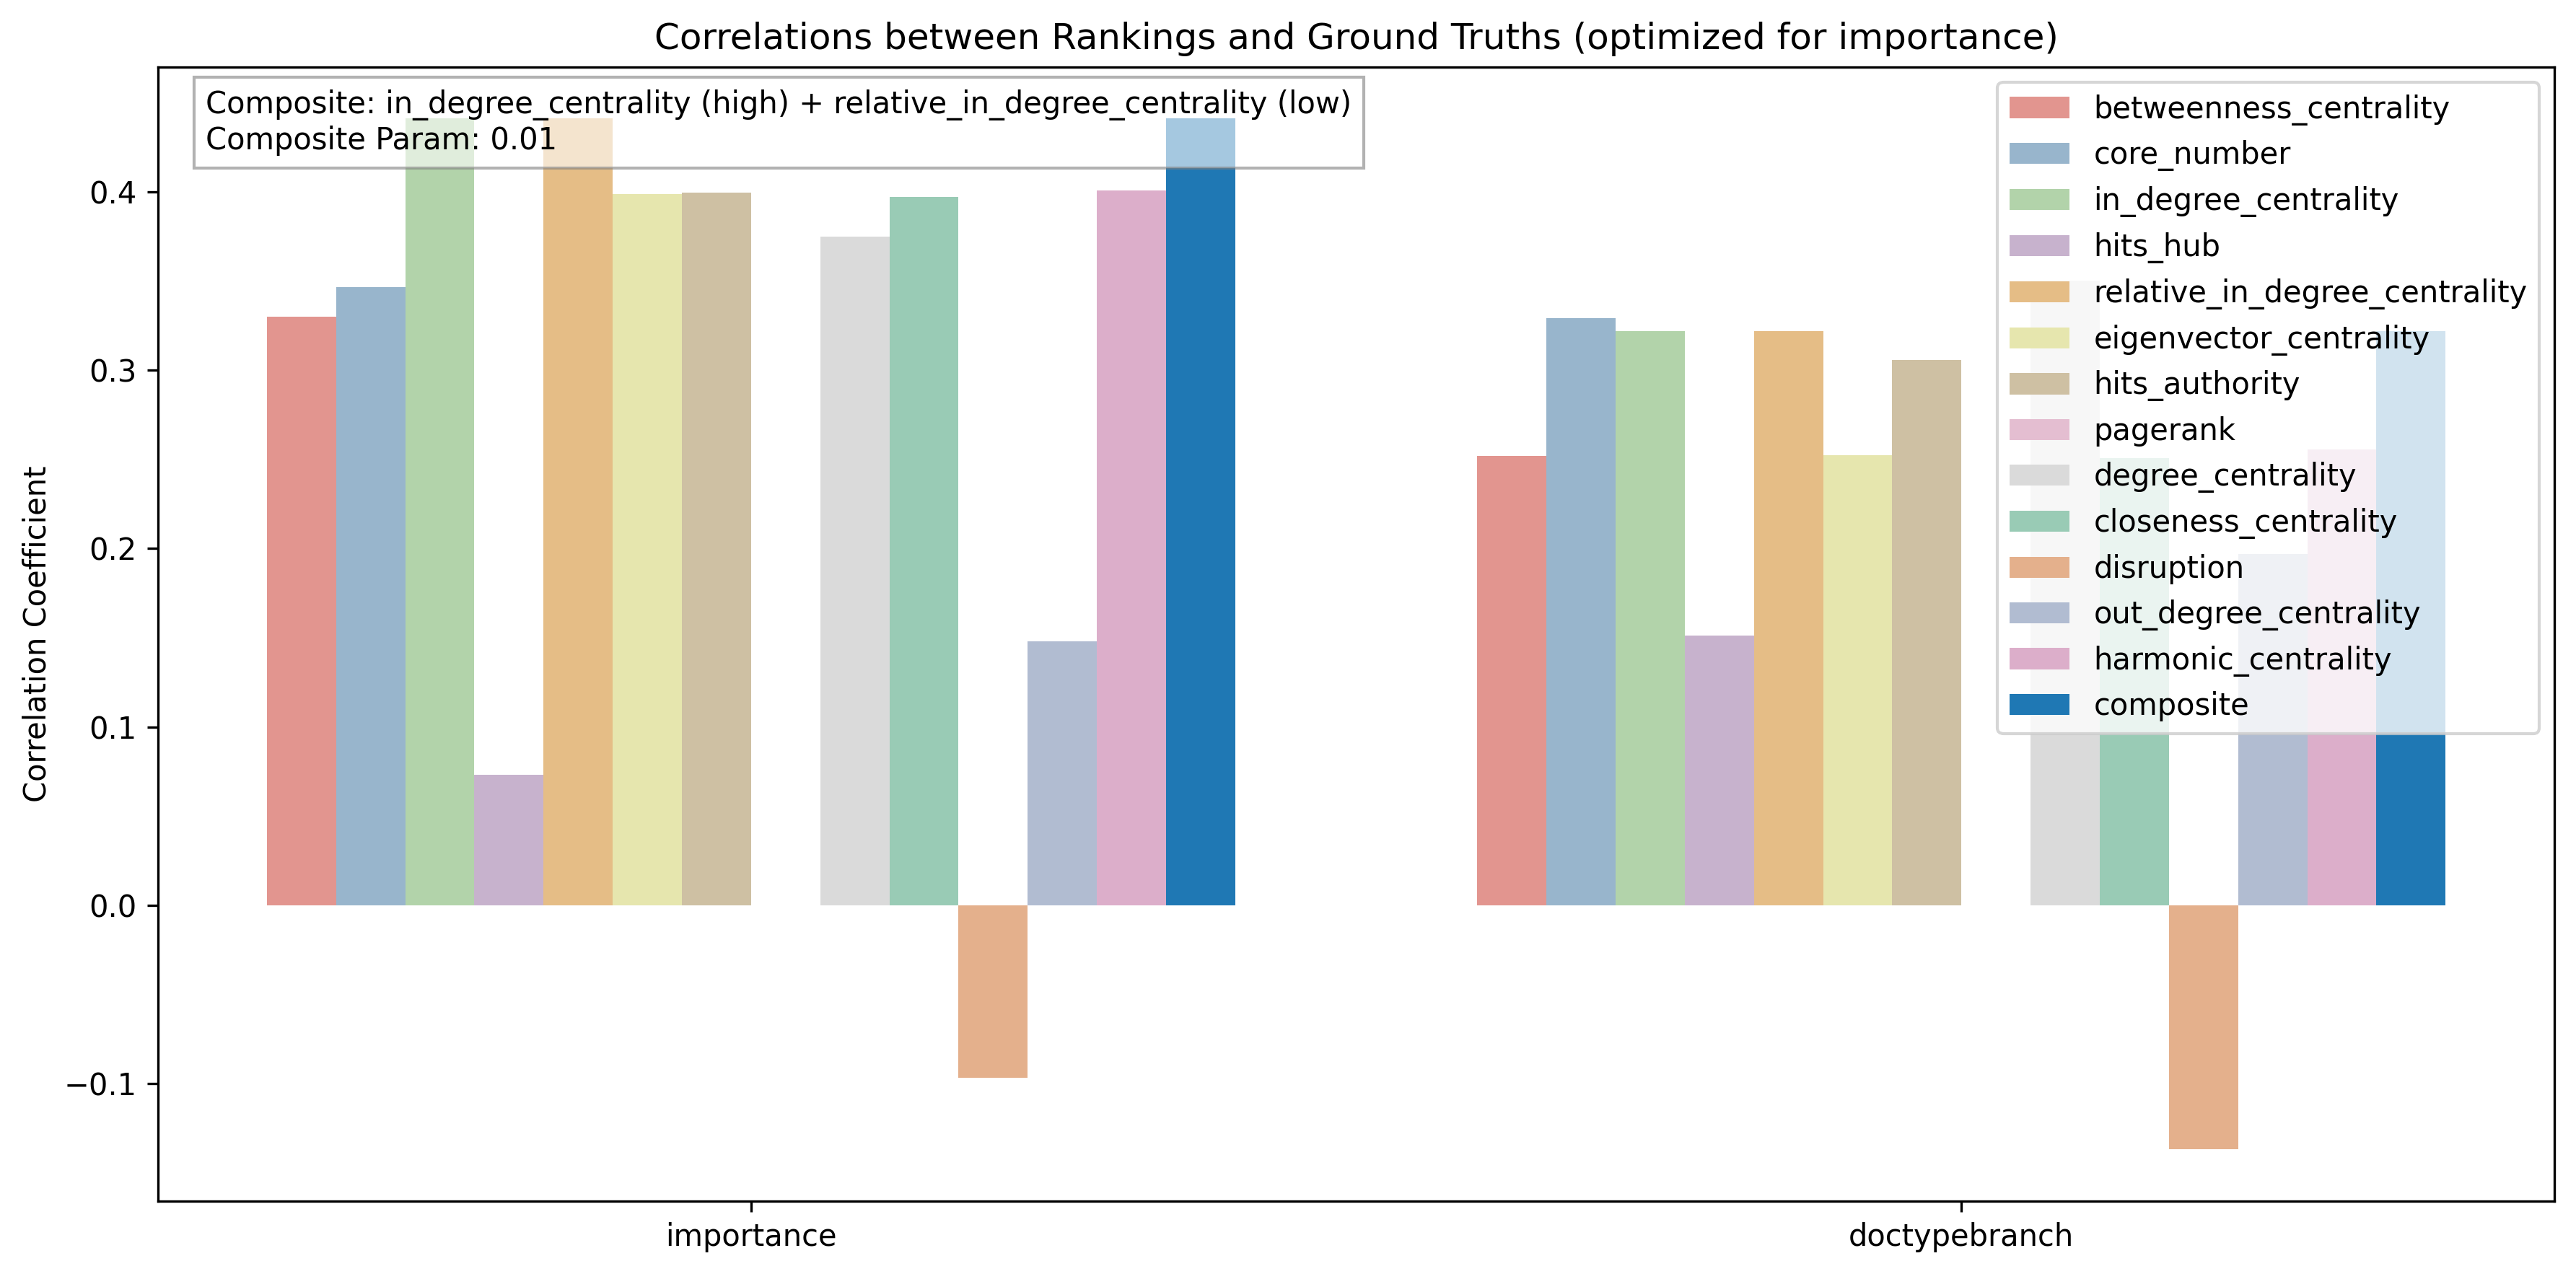 Correlations between Rankings and Ground Truths (optimized for importance)
Composite: in_degree_centrality (high) + relative_in_degree_centrality (low)
Composite Param: 0.01
betweenness_centrality
core_number
in_degree_centrality
hits_hub
relative_in_degree_centrality
eigenvector_centrality
hits_authority
pagerank
degree_centrality
closeness_centrality
disruption
out_degree_centrality
harmonic_centrality
composite
Correlation Coefficient
0.4
0.3
0.2
0.1
0.0
−0.1
importance
doctypebranch